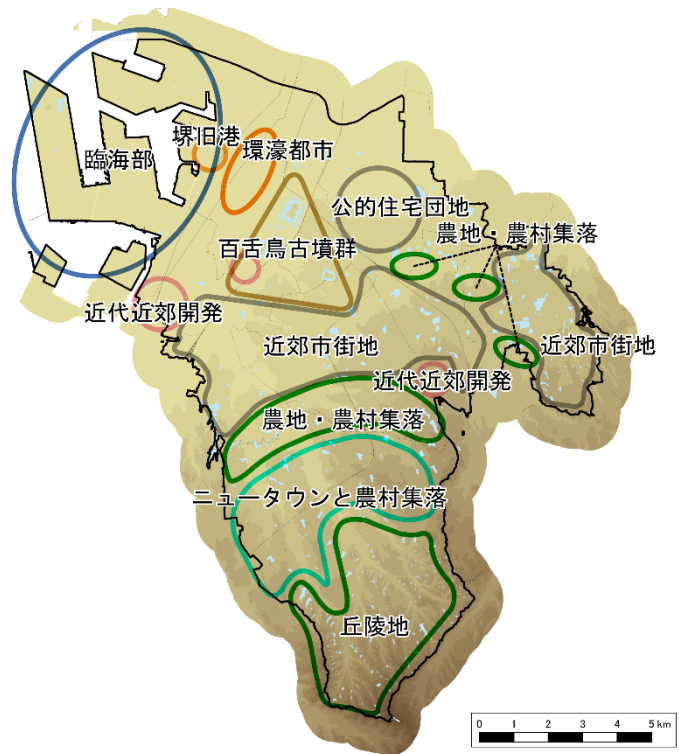 堺旧港
環濠都市
臨海部
公的住宅団地
農地・農村集落
百舌鳥古墳群
近代近郊開発
近郊市街地
近郊市街地
近代近郊開発
農地・農村集落
ニュータウンと農村集落
丘陵地
0 1 2 3 4 5 km